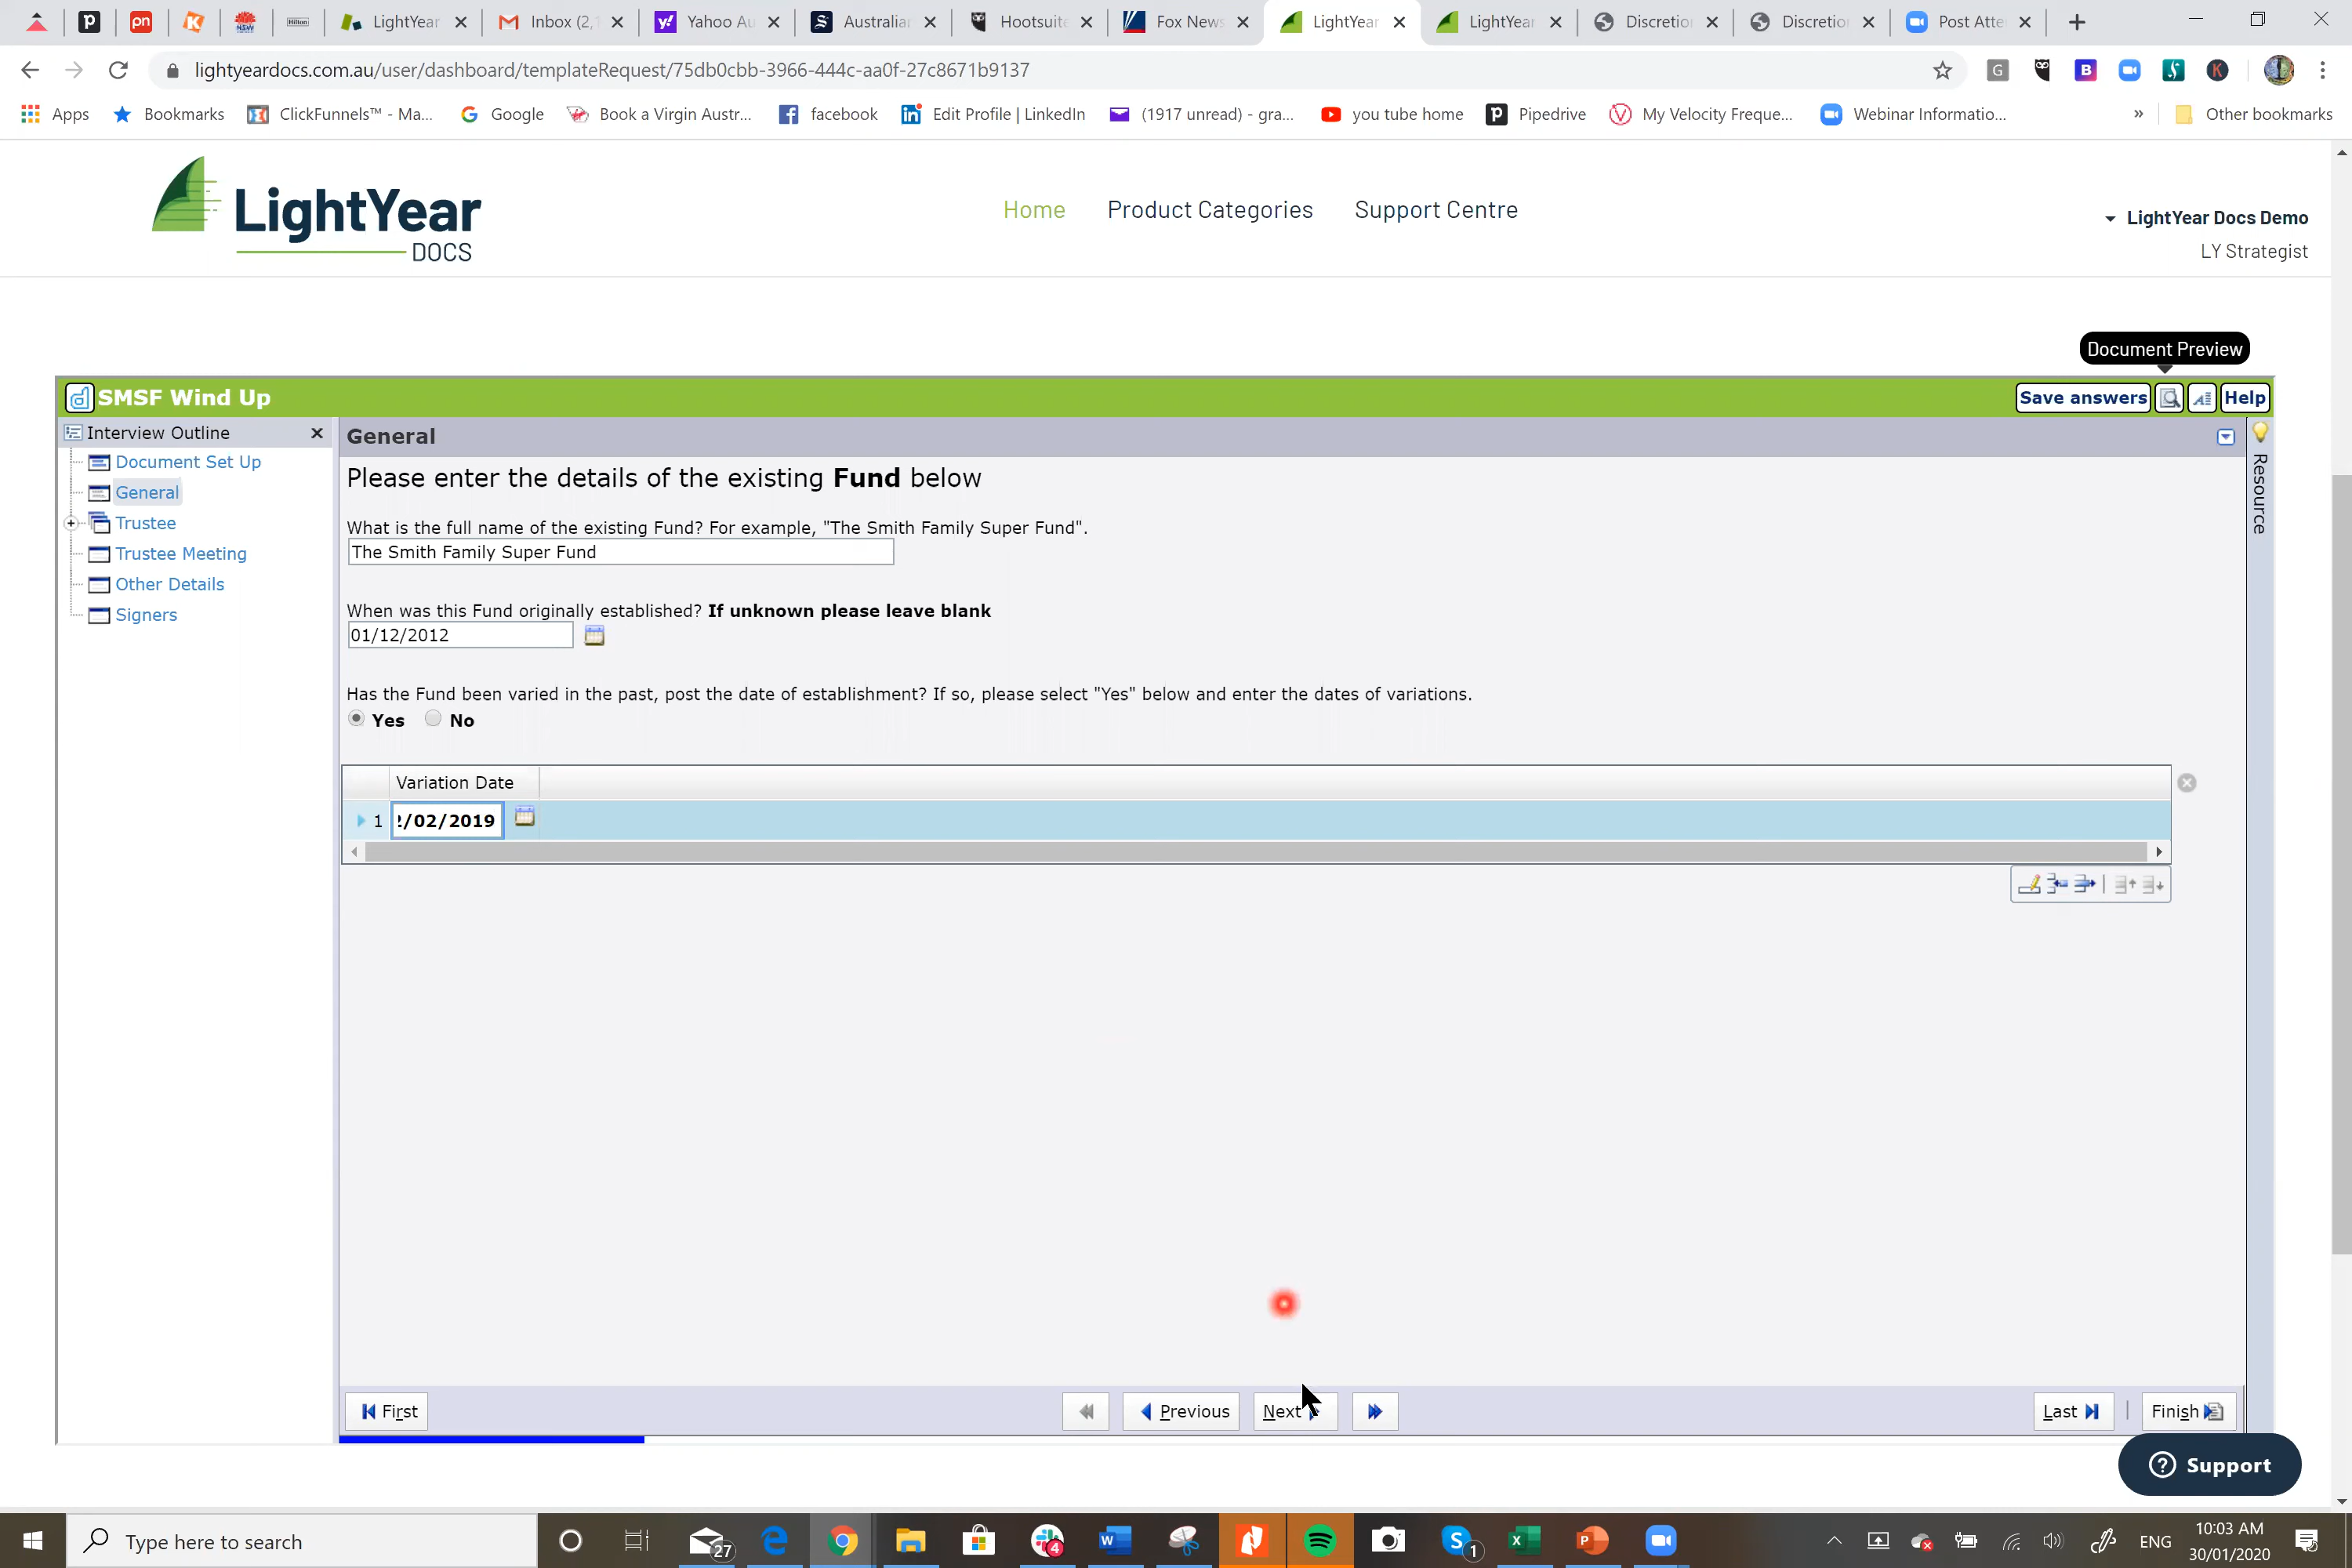 LightYear
Inbox (2,
Yahoo Au
Australian
Hootsuite
Fox News
LightYear
LightYear
Discretion
Discretion
Post Atte
lightyeardocs.com.au/user/dashboard/templateRequest/75db0cbb-3966-444c-aa0f-27c8671b9137
Apps
Bookmarks
ClickFunnels™ - Ma...
Google
Book a Virgin Austr...
facebook
Edit Profile | LinkedIn
(1917 unread) - gra...
you tube home
Pipedrive
My Velocity Freque...
Webinar Informatio...
»
Other bookmarks
LightYear
DOCS
Home
Product Categories
Support Centre
LightYear Docs Demo
LY Strategist
Document Preview
SMSF Wind Up
Save answers
Help
Interview Outline
Document Set Up
General
Trustee
Trustee Meeting
Other Details
Signers
General
Resource
Please enter the details of the existing Fund below
What is the full name of the existing Fund? For example, "The Smith Family Super Fund".
The Smith Family Super Fund
When was this Fund originally established? If unknown please leave blank
01/12/2012
Has the Fund been varied in the past, post the date of establishment? If so, please select "Yes" below and enter the dates of variations.
Yes No
Variation Date
1 2/02/2019
First
Previous
Next
Last
Finish
Support
Type here to search
27
4
1
ENG
10:03 AM
30/01/2020